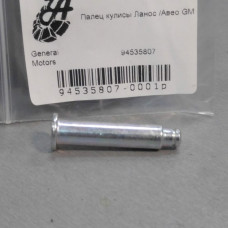 Палец кулисы Ланос /Авео GM
General 94535807
Motors
94535807-0001b